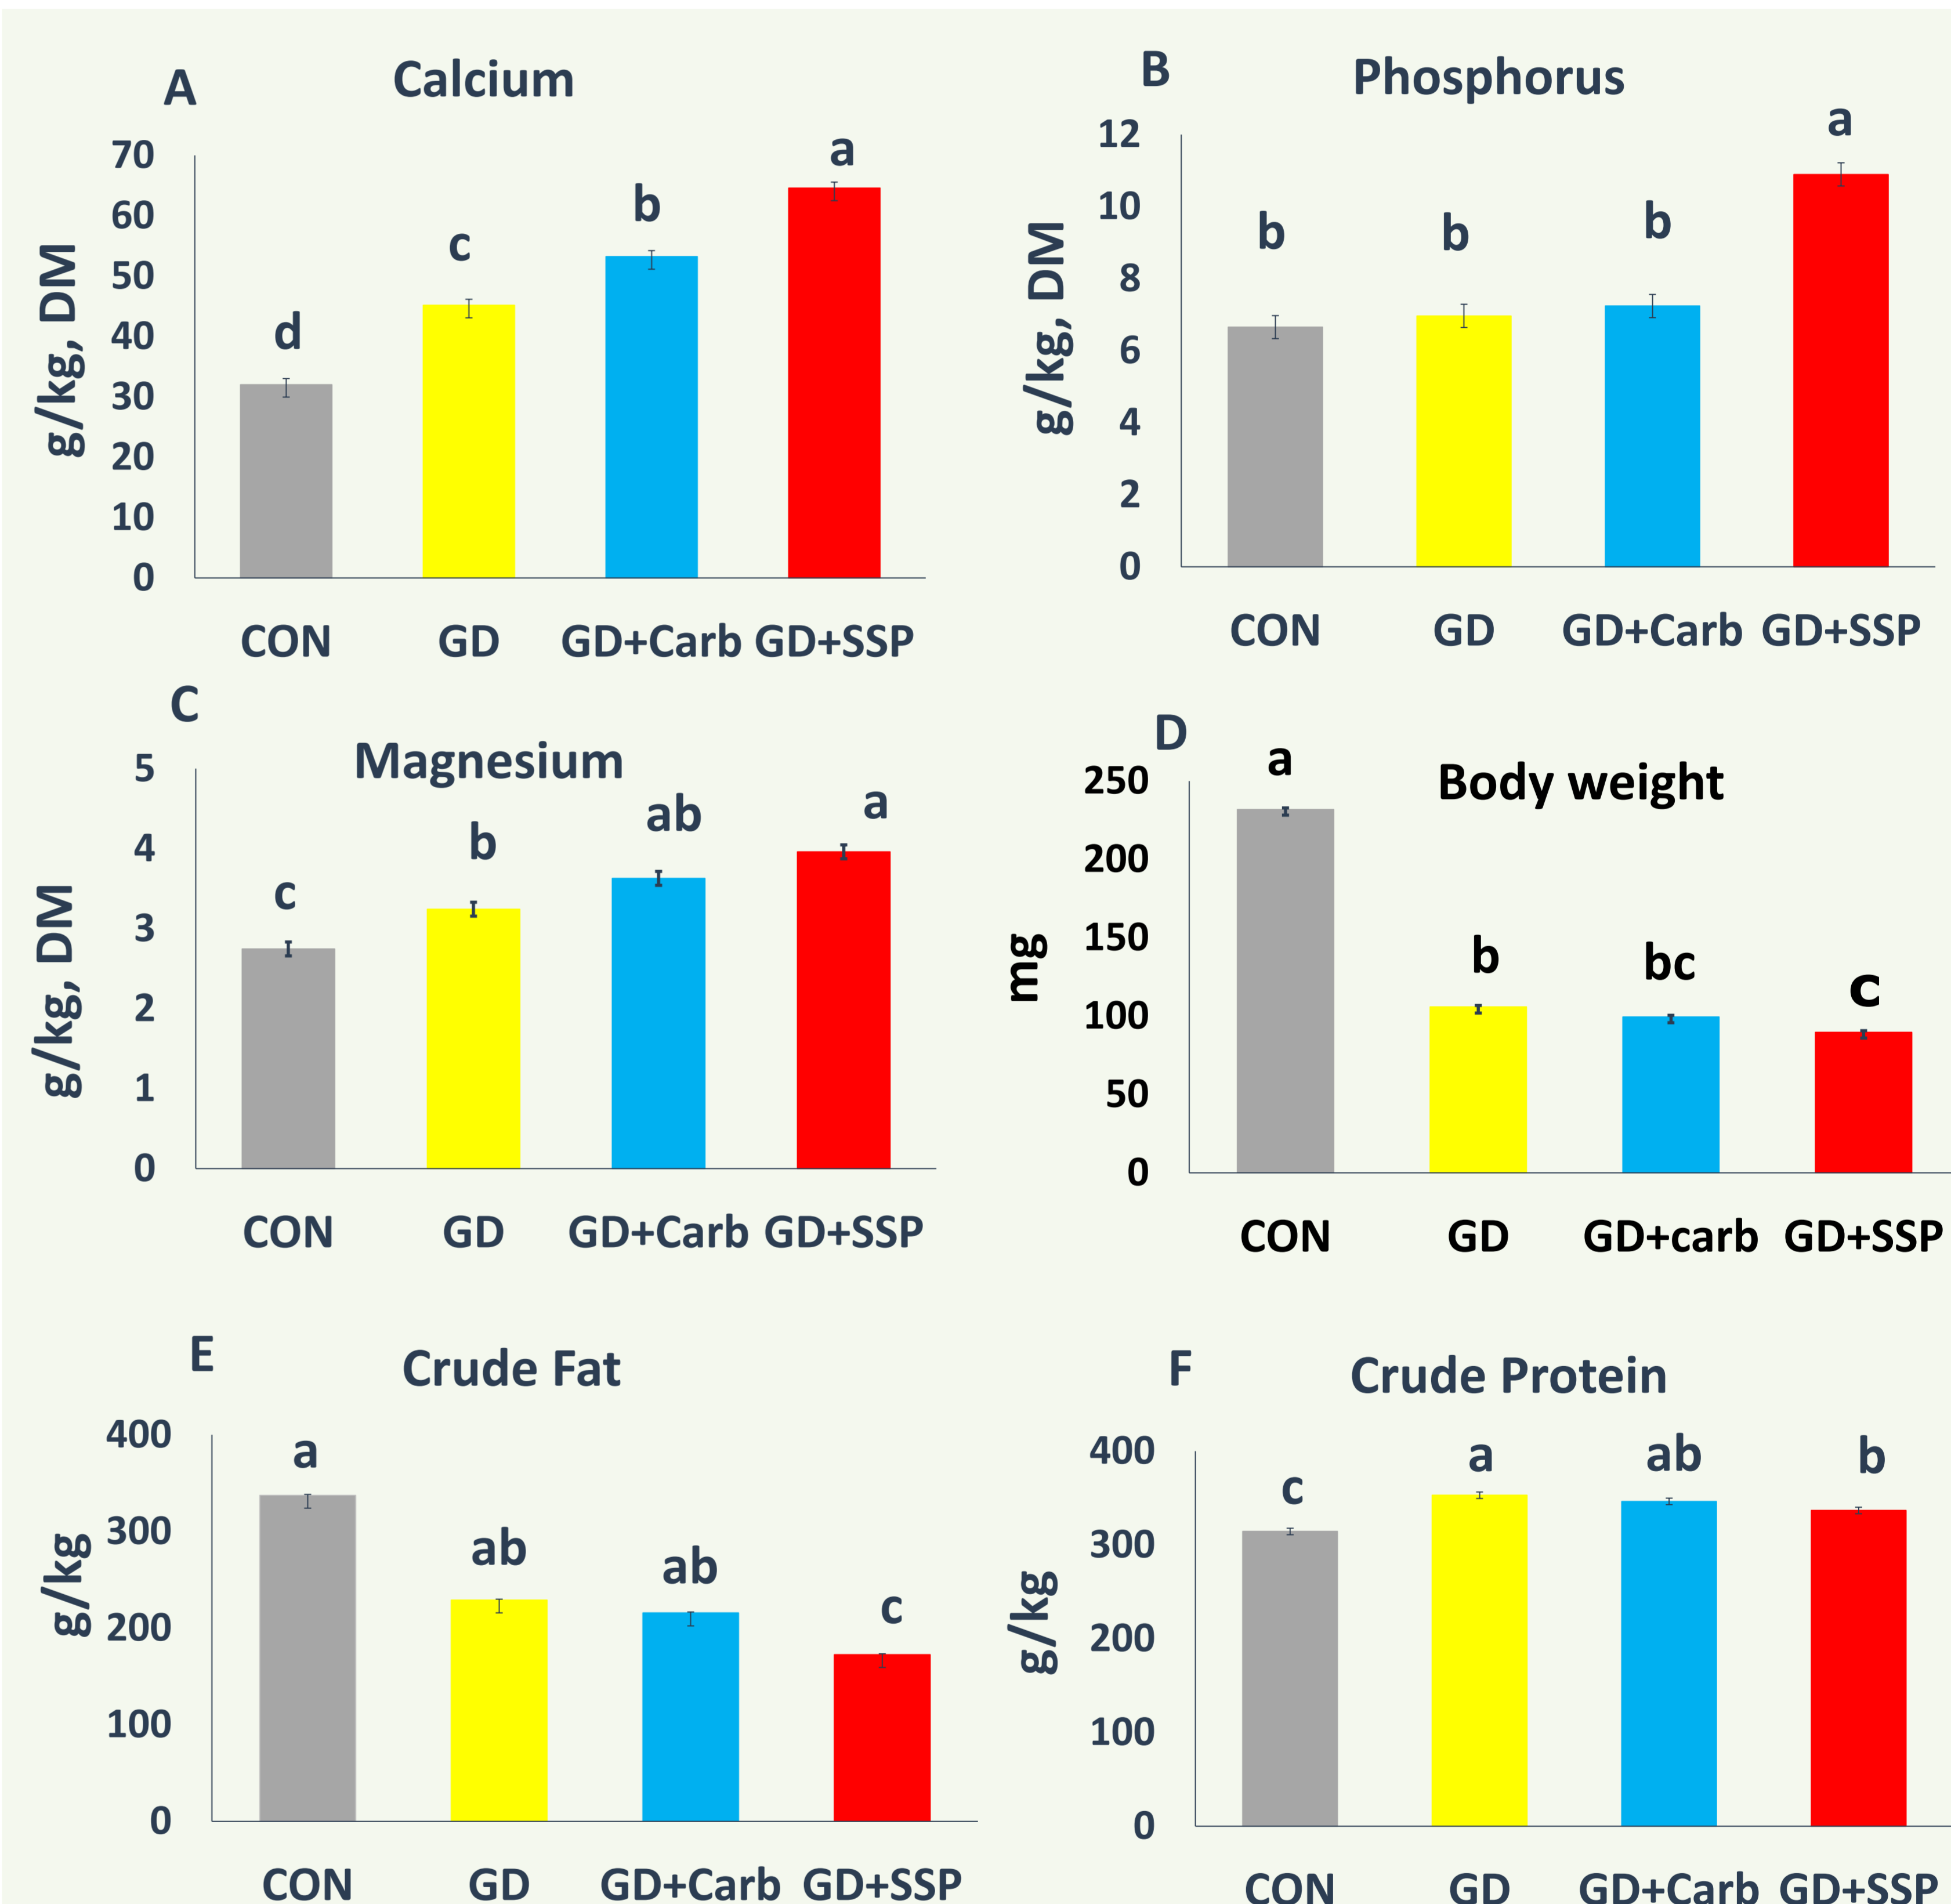 A
Calcium
g/kg, DM
70
60
50
40
30
20
10
0
d
c
b
a
CON GD GD+Carb GD+SSP
B
Phosphorus
g/kg, DM
12
10
8
6
4
2
0
b
b
b
a
CON GD GD+Carb GD+SSP
C
Magnesium
g/kg, DM
5
4
3
2
1
0
c
b
ab
a
CON GD GD+Carb GD+SSP
D
Body weight
mg
250
200
150
100
50
0
a
b
bc
c
CON GD GD+carb GD+SSP
E
Crude Fat
g/kg
400
300
200
100
0
a
ab
ab
c
CON GD GD+Carb GD+SSP
F
Crude Protein
g/kg
400
300
200
100
0
c
a
ab
b
CON GD GD+Carb GD+SSP